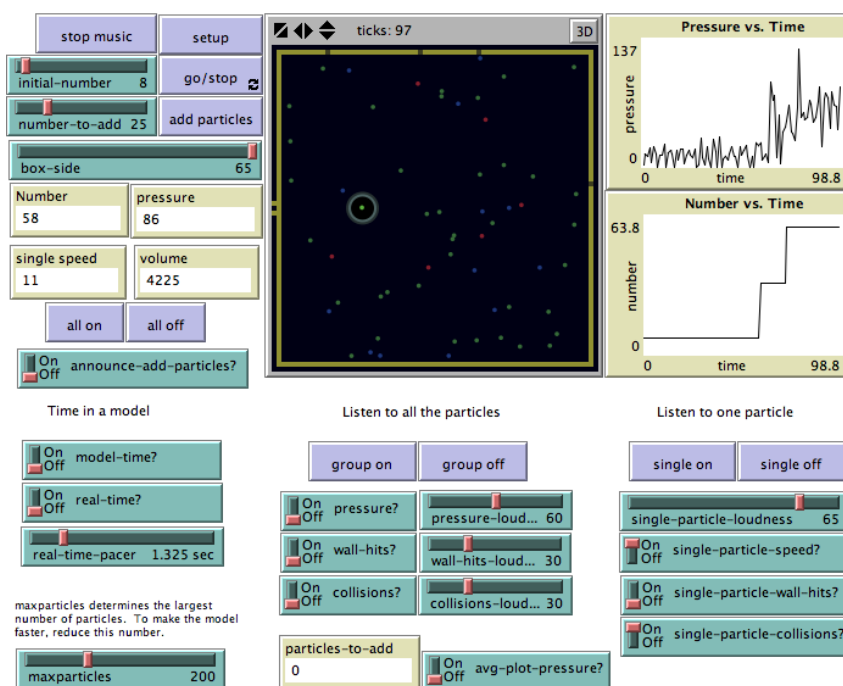 stop music
setup
ticks: 97
3D
initial-number 8
go/stop
number-to-add 25
add particles
box-side 65
Number
58
pressure
86
single speed
11
volume
4225
all on
all off
On
Off
announce-add-particles?
Pressure vs. Time
137
pressure
0
0
time
98.8
Number vs. Time
63.8
number
0
0
time
98.8
Time in a model
On
Off
model-time?
On
Off
real-time?
real-time-pacer 1.325 sec
maxparticles determines the largest
number of particles. To make the model
faster, reduce this number.
maxparticles 200
Listen to all the particles
group on
group off
On
Off
pressure?
pressure-loud... 60
On
Off
wall-hits?
wall-hits-loud... 30
On
Off
collisions?
collisions-loud... 30
particles-to-add
0
On
Off
avg-plot-pressure?
Listen to one particle
single on
single off
single-particle-loudness 65
On
Off
single-particle-speed?
On
Off
single-particle-wall-hits?
On
Off
single-particle-collisions?